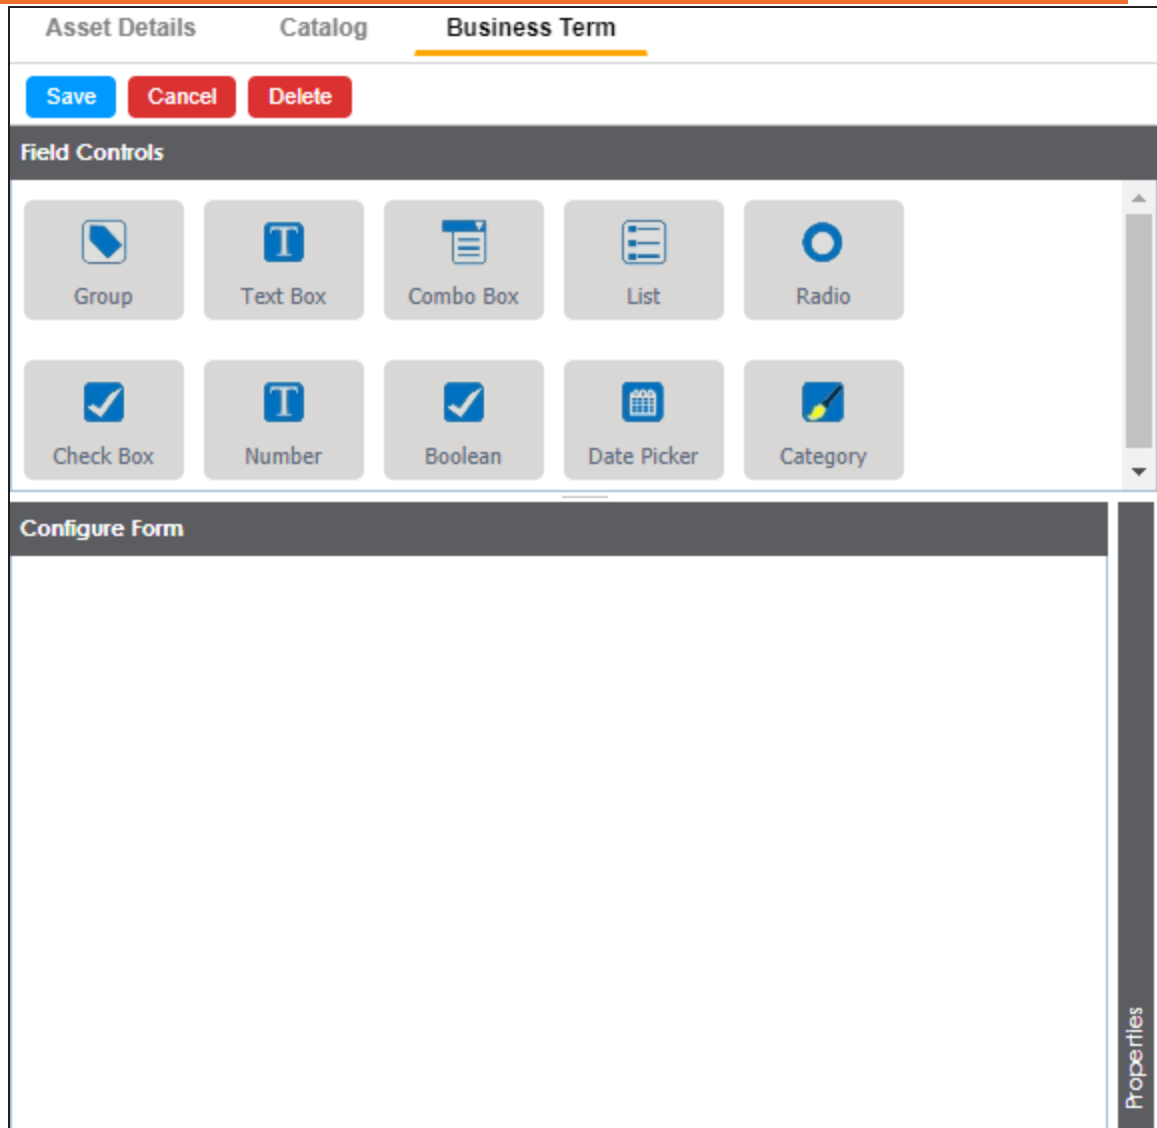 Asset Details Catalog Business Term
Save Cancel Delete
Field Controls
Group Text Box Combo Box List Radio
Check Box Number Boolean Date Picker Category
Configure Form
Properties